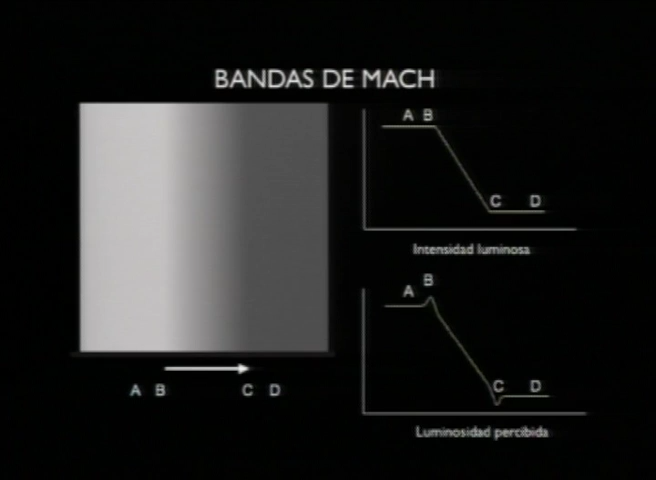 BANDAS DE MACH
A B
C D
Intensidad luminosa
B
A
C D
Luminosidad percibida
A B C D